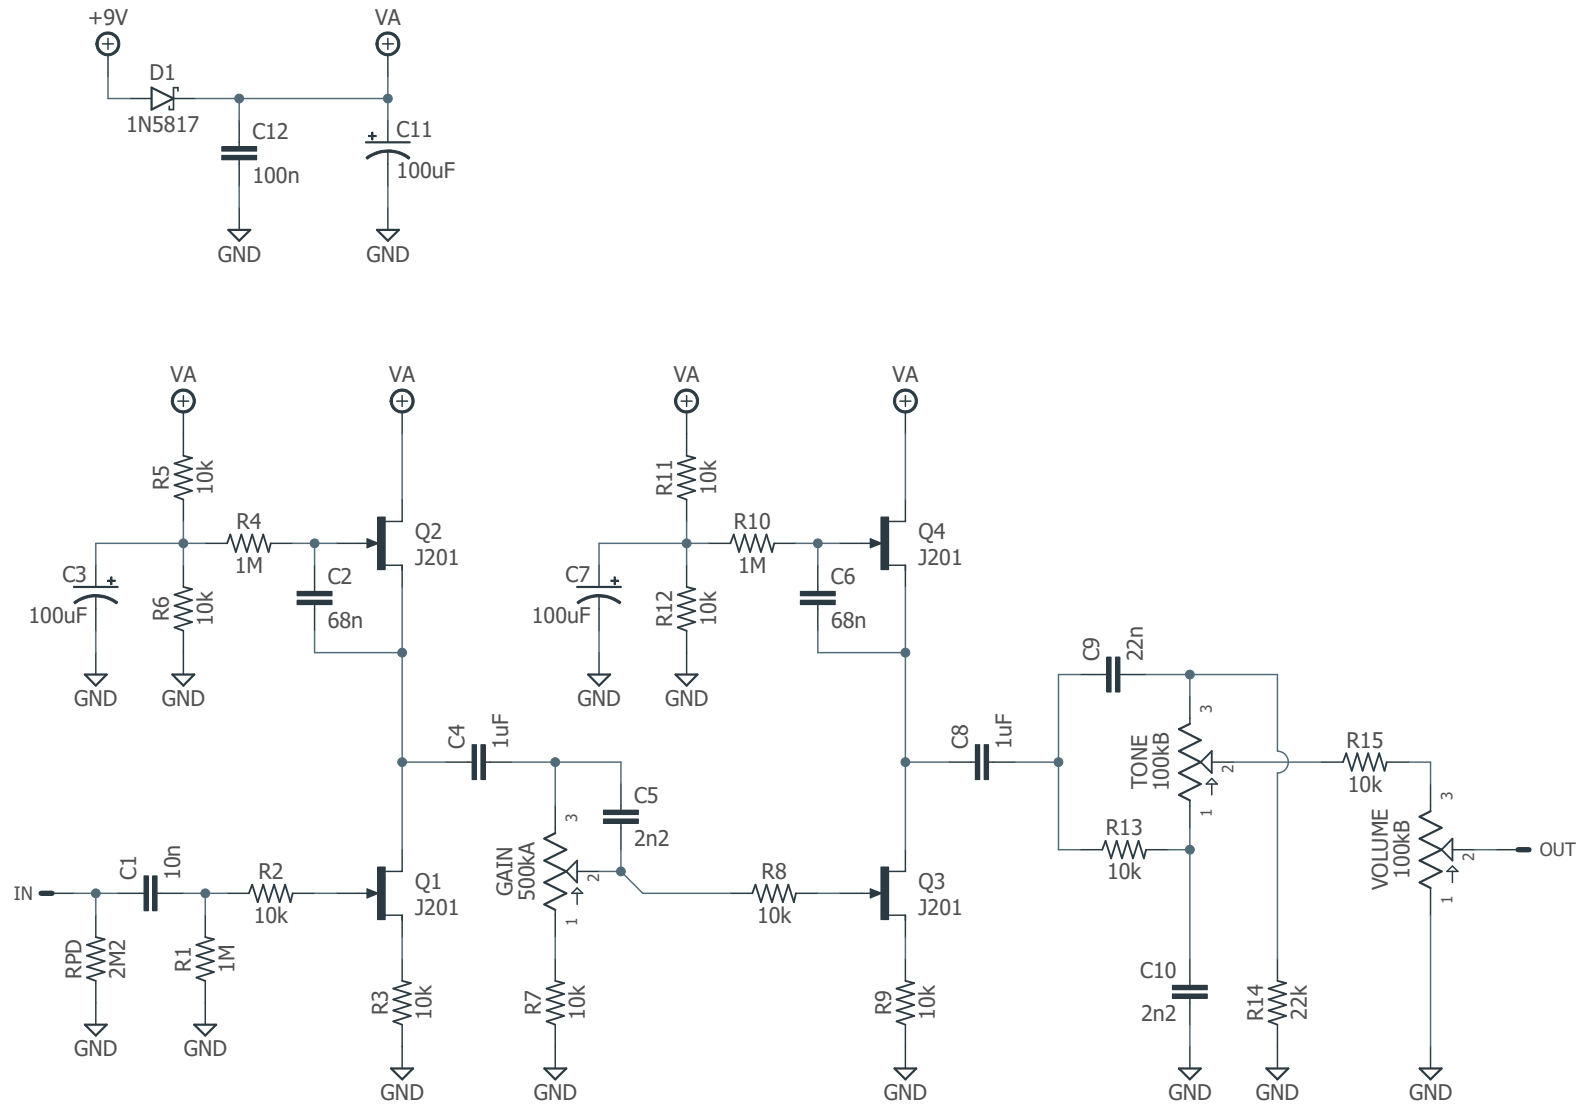 +9V
VA
D1
1N5817
C12
100n
C11
100uF
+
GND
GND
VA
VA
VA
VA
R5
10k
R11
10k
R4
1M
Q2
J201
R10
1M
Q4
J201
C3
+
100uF
R6
10k
C2
68n
C7
+
100uF
R12
10k
C6
68n
GND
GND
GND
GND
C9
22n
C4
1uF
C8
1uF
3
TONE
100kB
2
1
R15
10k
C5
2n2
3
GAIN
500kA
2
1
R13
10k
3
VOLUME
100kB
2
1
OUT
IN
C1
10n
R2
10k
Q1
J201
R8
10k
Q3
J201
RPD
2M2
R1
1M
R3
10k
R7
10k
R9
10k
C10
2n2
R14
22k
GND
GND
GND
GND
GND
GND
GND
GND